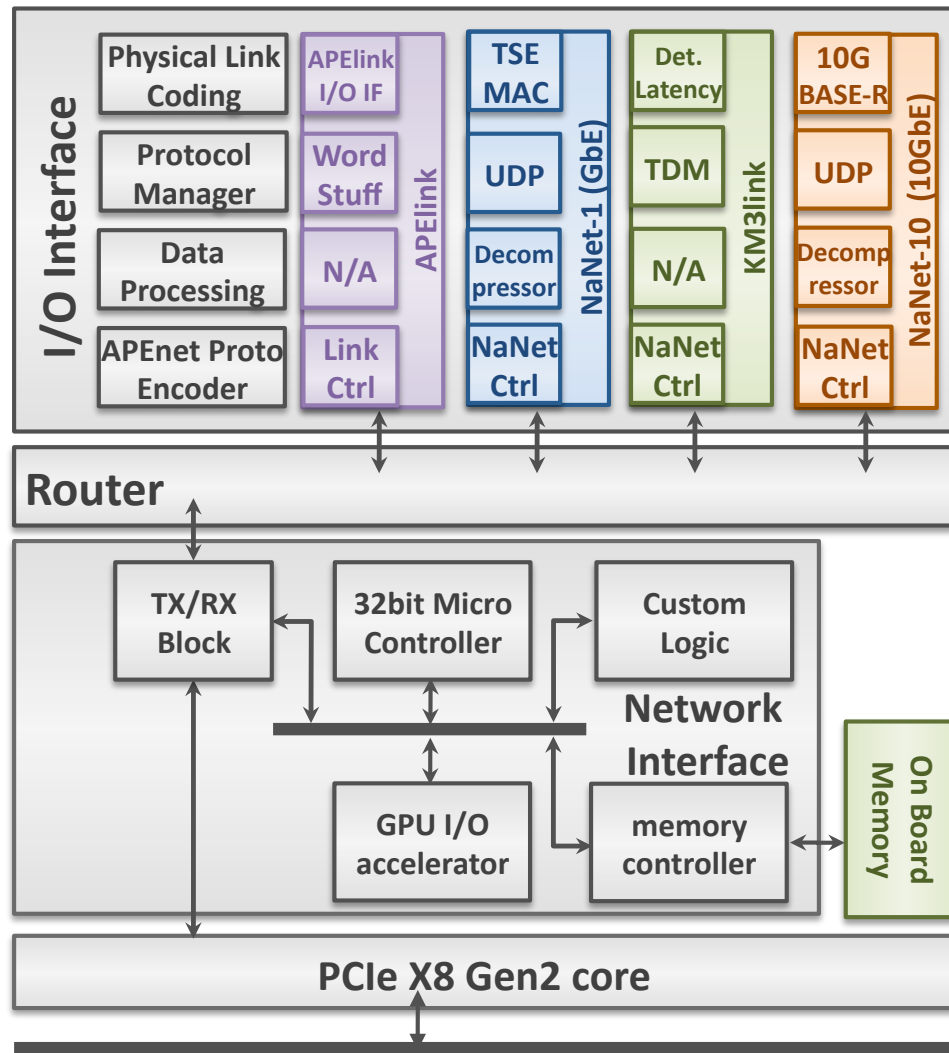 I/O Interface
Physical Link
Coding
Protocol
Manager
Data
Processing
APEnet Proto
Encoder
APElink
I/O IF
Word
Stuff
N/A
Link
Ctrl
APElink
TSE
MAC
UDP
Decom
pressor
NaNet
Ctrl
NaNet-1 (GbE)
Det.
Latency
TDM
N/A
NaNet
Ctrl
KM3link
10G
BASE-R
UDP
Decomp
ressor
NaNet
Ctrl
NaNet-10 (10GbE)
Router
TX/RX
Block
32bit Micro
Controller
Custom
Logic
Network
Interface
GPU I/O
accelerator
memory
controller
On Board
Memory
PCIe X8 Gen2 core